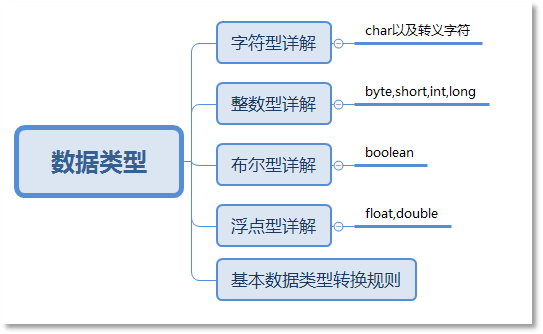 数据类型
字符型详解
char以及转义字符
整数型详解
byte,short,int,long
布尔型详解
boolean
浮点型详解
float,double
基本数据类型转换规则